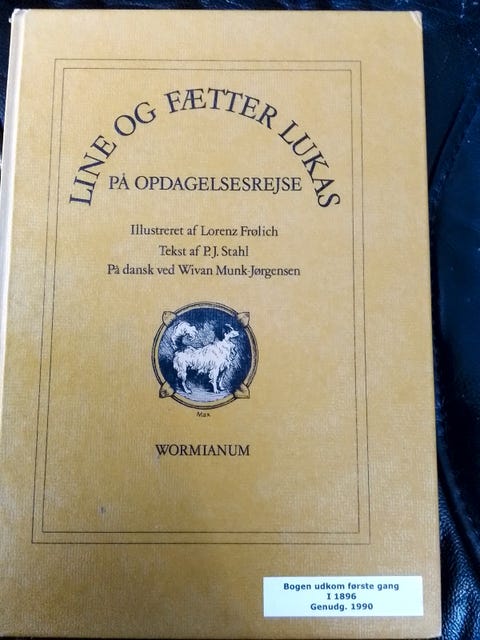 LINE OG FÆTTER LUKAS
PÅ OPDAGELSESREJSE
Illustreret af Lorenz Frølich
Tekst af P.J. Stahl
På dansk ved Wivan Munk-Jørgensen
Max
WORMIANUM
Bogen udkom første gang
I 1896
Genudg. 1990